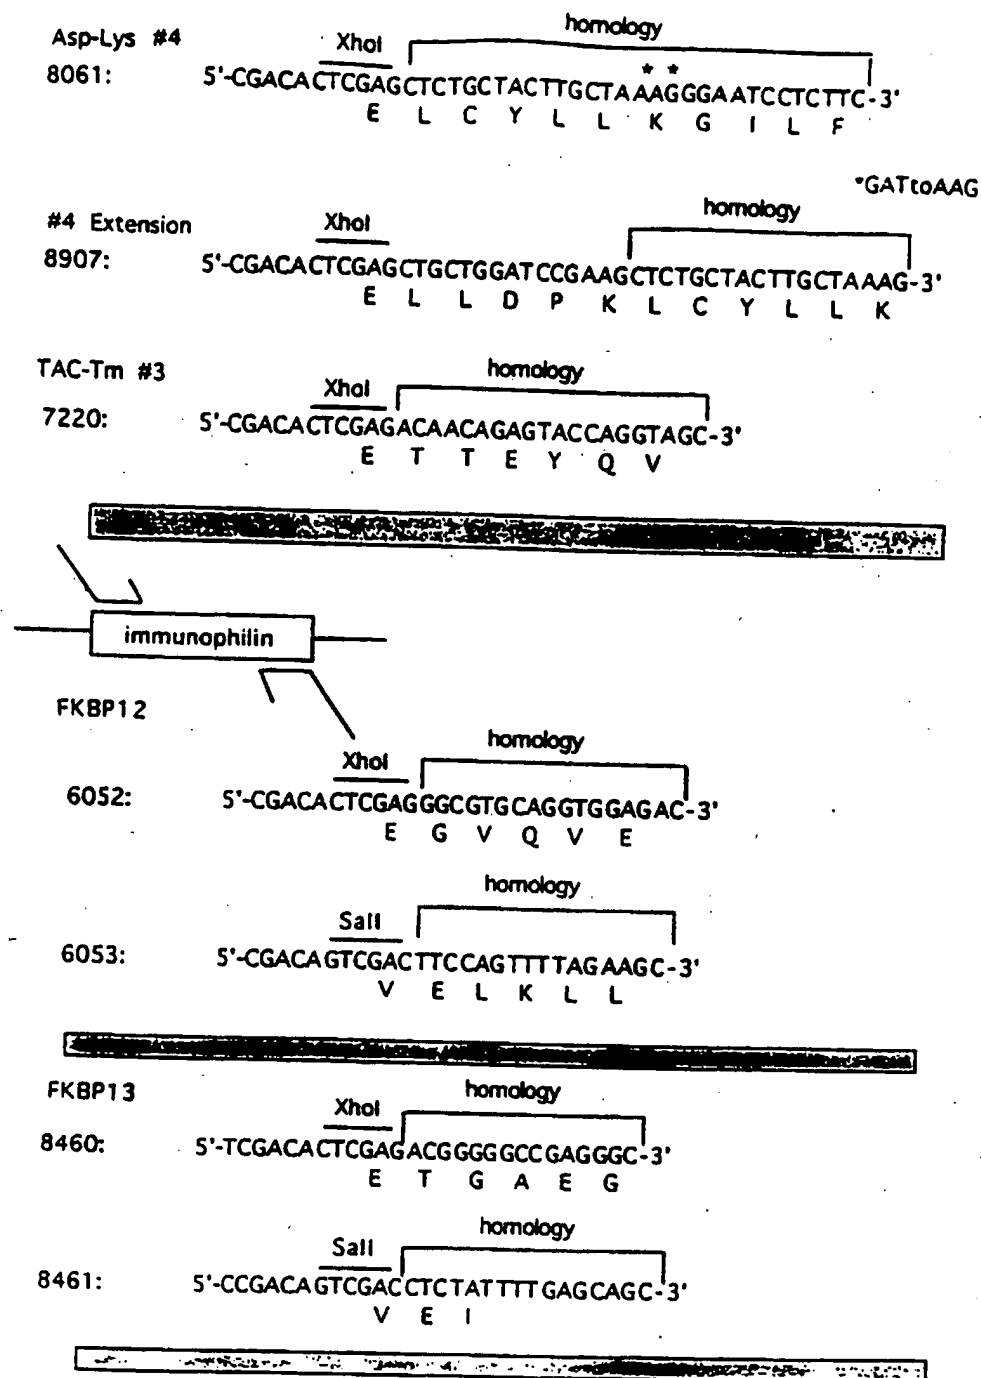 homology
Asp-Lys #4
XhoI
* *
8061: 5'-CGACACTCGAGCTCTGCTACTTGCTAAAGGGAATCCTCTTC-3'
E L C Y L L K G I L F
*GATtoAAG
homology
#4 Extension
XhoI
8907: 5'-CGACACTCGAGCTGCTGGATCCGAAGCTCTGCTACTTGCTAAAG-3'
E L L D P K L C Y L L K
TAC-Tm #3
homology
XhoI
7220: 5'-CGACACTCGAGACAACAGAGTACCAGGTAGC-3'
E T T E Y Q V
immunophilin
FKBP12
homology
XhoI
6052: 5'-CGACACTCGAGGGCGTGCAGGTGGAGAC-3'
E G V Q V E
homology
SalI
6053: 5'-CGACAGTCGACTTCCAGTTTTAGAAGC-3'
V E L K L L
FKBP13
homology
XhoI
8460: 5'-TCGACACTCGAGACGGGGGCCGAGGGC-3'
E T G A E G
homology
SalI
8461: 5'-CCGACAGTCGACCTCTATTTTGAGCAGC-3'
V E I